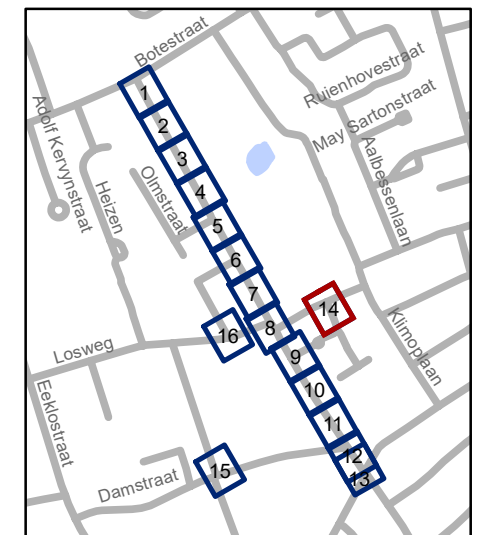 Botestraat
Ruienhovestraat
May Sartonstraat
Adolf Kervynstraat
Aalbessenlaan
Heizen
Olmstraat
1
2
3
4
5
6
7
8
14
16
9
Losweg
Klimoplaan
10
Eeklostraat
11
12
15
13
Damstraat